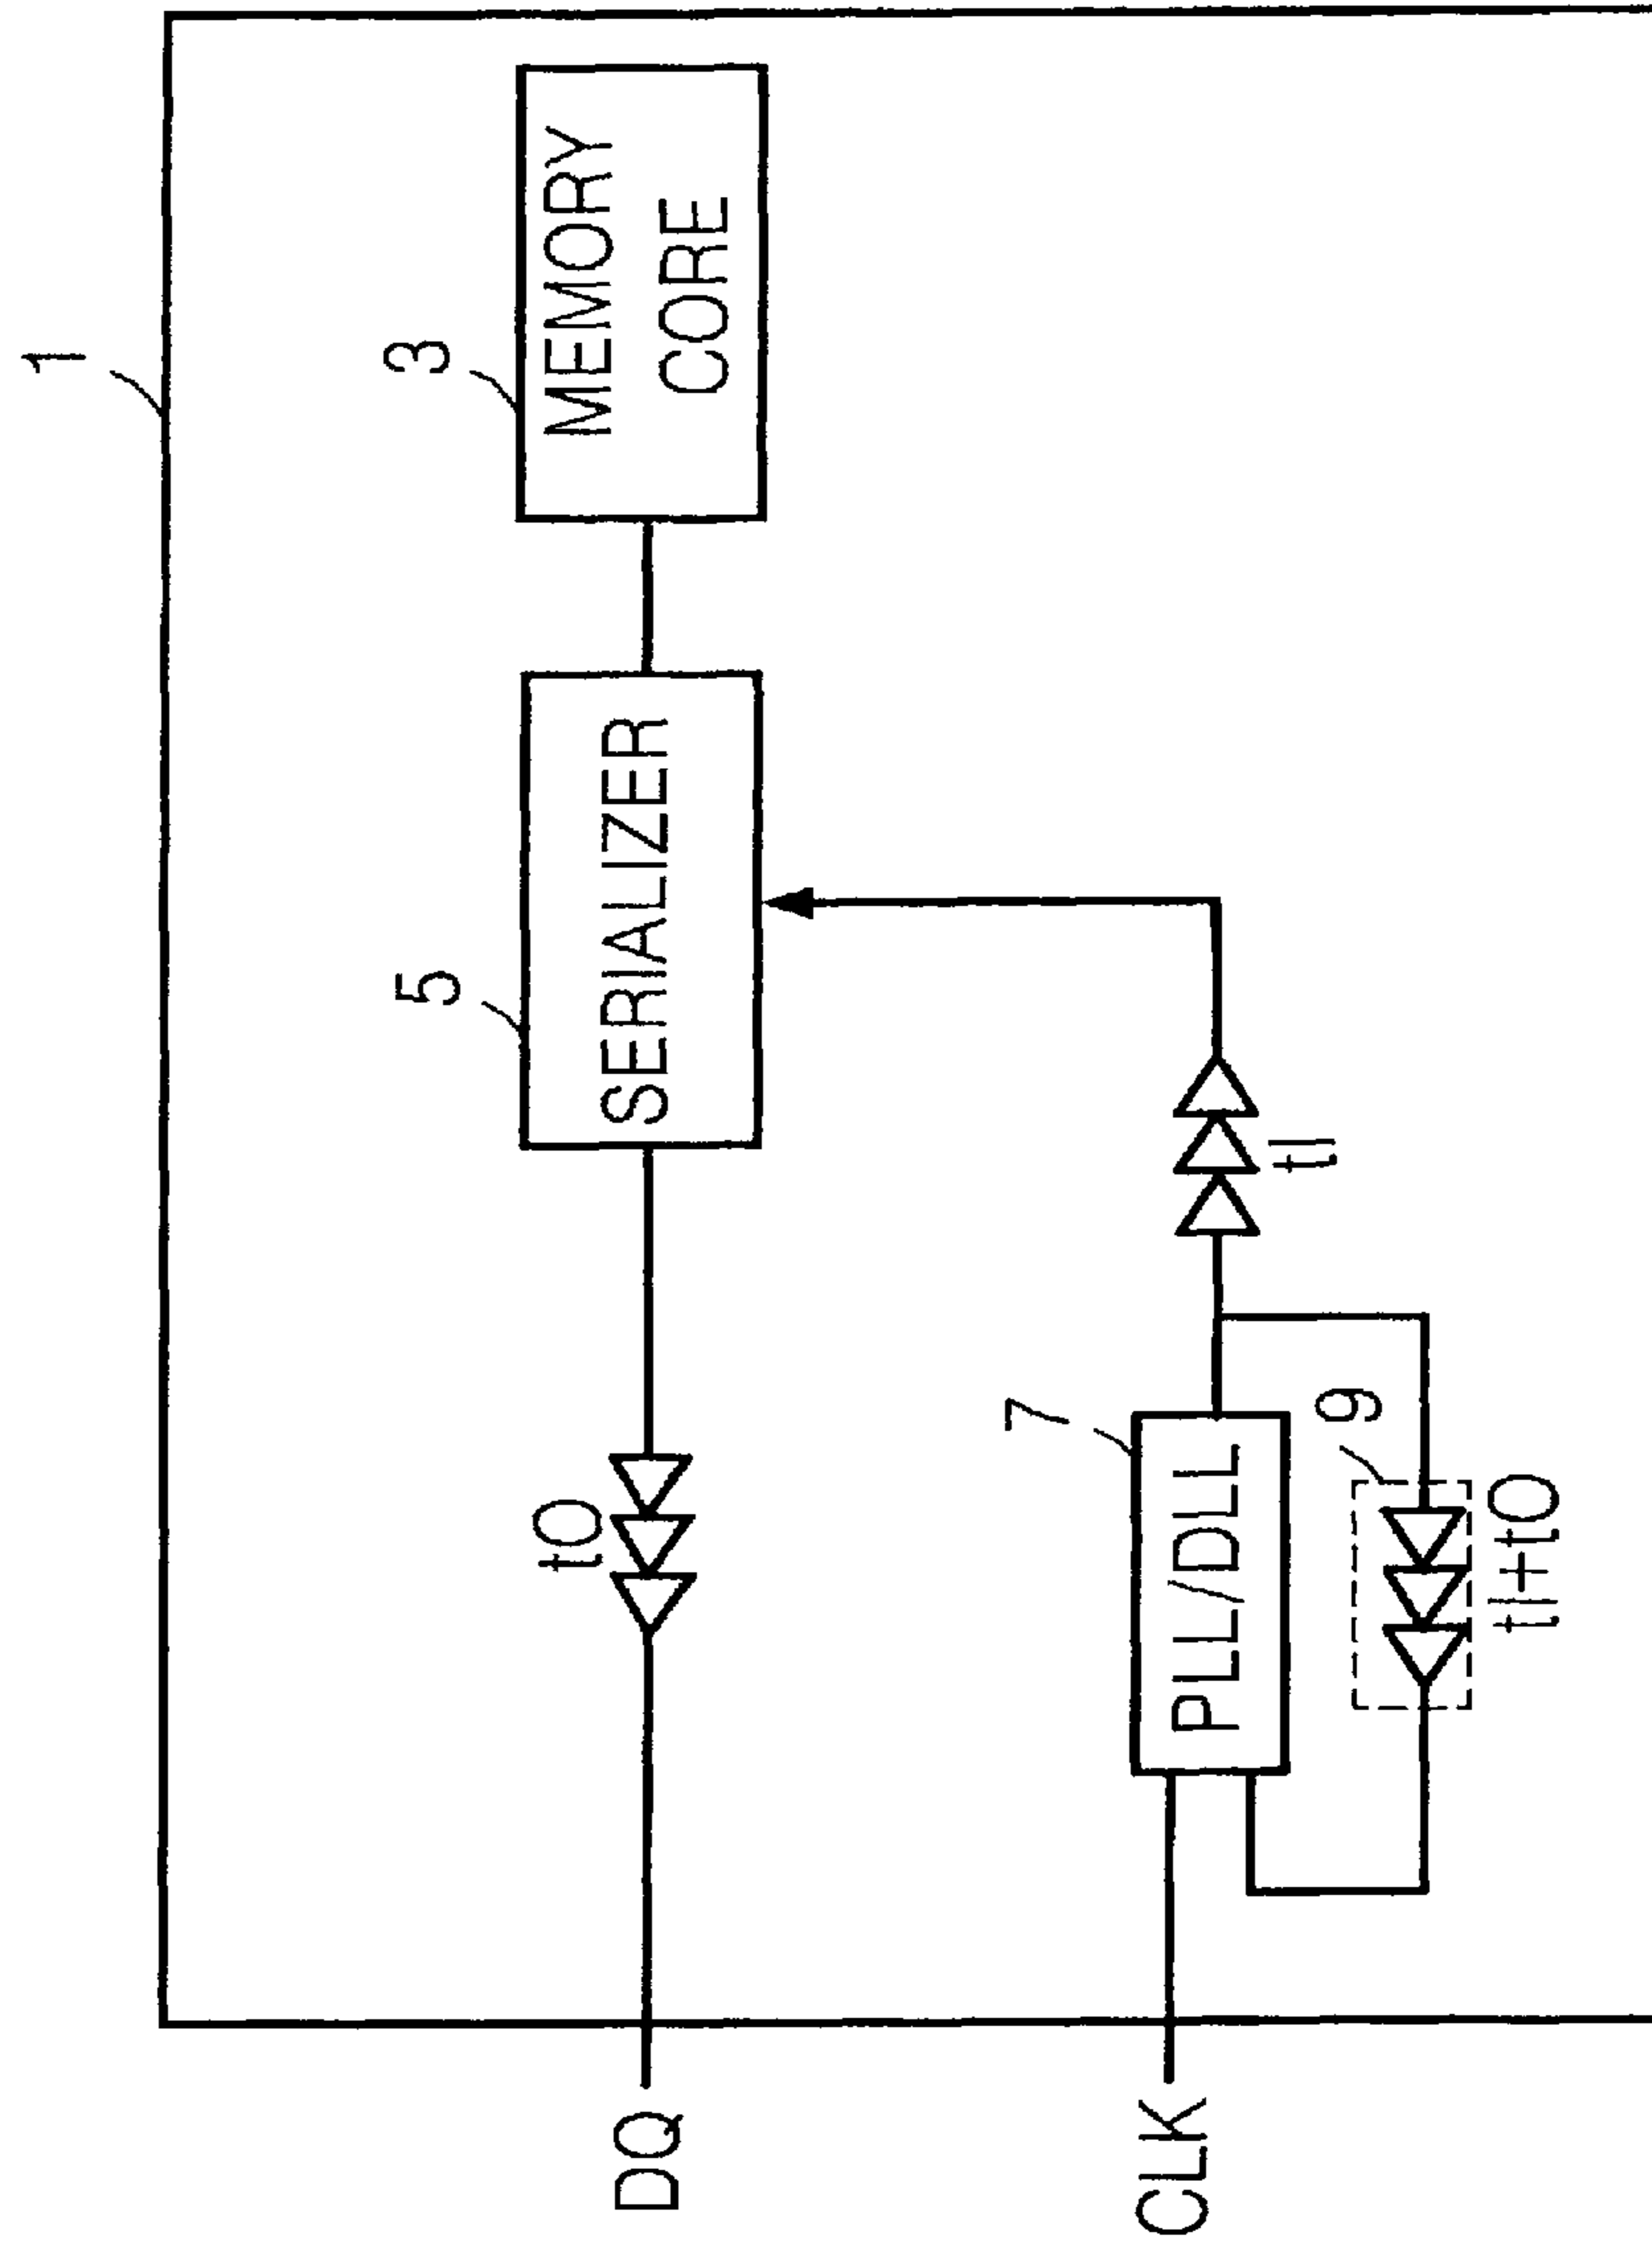 1
5
3
tO
DQ
SERIALIZER
MEMORY
CORE
7
CLK
PLL/DLL
tI
9
tI+tO